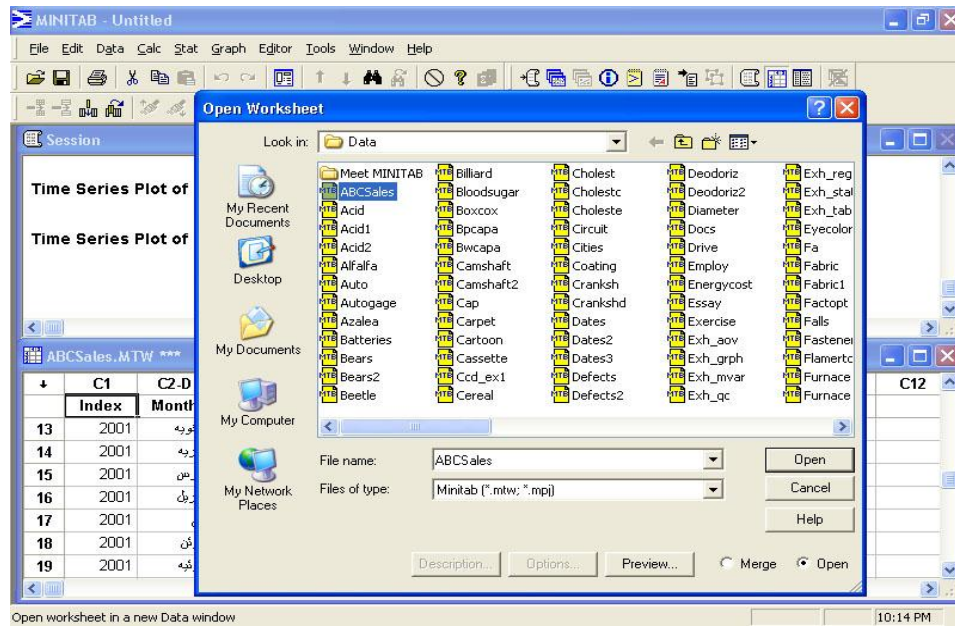 MINITAB - Untitled
File Edit Data Calc Stat Graph Editor Tools Window Help
Open Worksheet
Session
Time Series Plot of
Time Series Plot of
Look in: Data
My Recent Documents
Desktop
My Documents
My Computer
My Network Places
Meet MINITAB Billiard Cholest Deodoriz Exh_reg
ABCSales Bloodsugar Cholestc Deodoriz2
Acid Boxcox Choleste Diameter Exh_tab
Acid1 Bpcapa Circuit Docs Eyecolor
Acid2 Bwcapa Cities Drive Fa
Alfalfa Camshaft Coating Employ Fabric
Auto Camshaft2 Cranksh Energycost Fabric1
Autogage Cap Crankshd Essay Factopt
Azalea Carpet Dates Exercise Falls
Batteries Cartoon Dates2 Exh_aov
Bears Cassette Dates3 Exh_grph
Bears2 Ccd_ex1 Defects Exh_mvar Furnace
Beetle Cereal Defects2 Exh_qc Furnace
File name: ABCSales Open
Files of type: Minitab (*.mtw; *.mpj) Cancel
Help
Description... Options... Preview... Merge Open
ABCSales.MTW ***
C1 C2-D C12
Index Month
13 2001
14 2001
15 2001
16 2001
17 2001
18 2001
19 2001
Open worksheet in a new Data window 10:14 PM